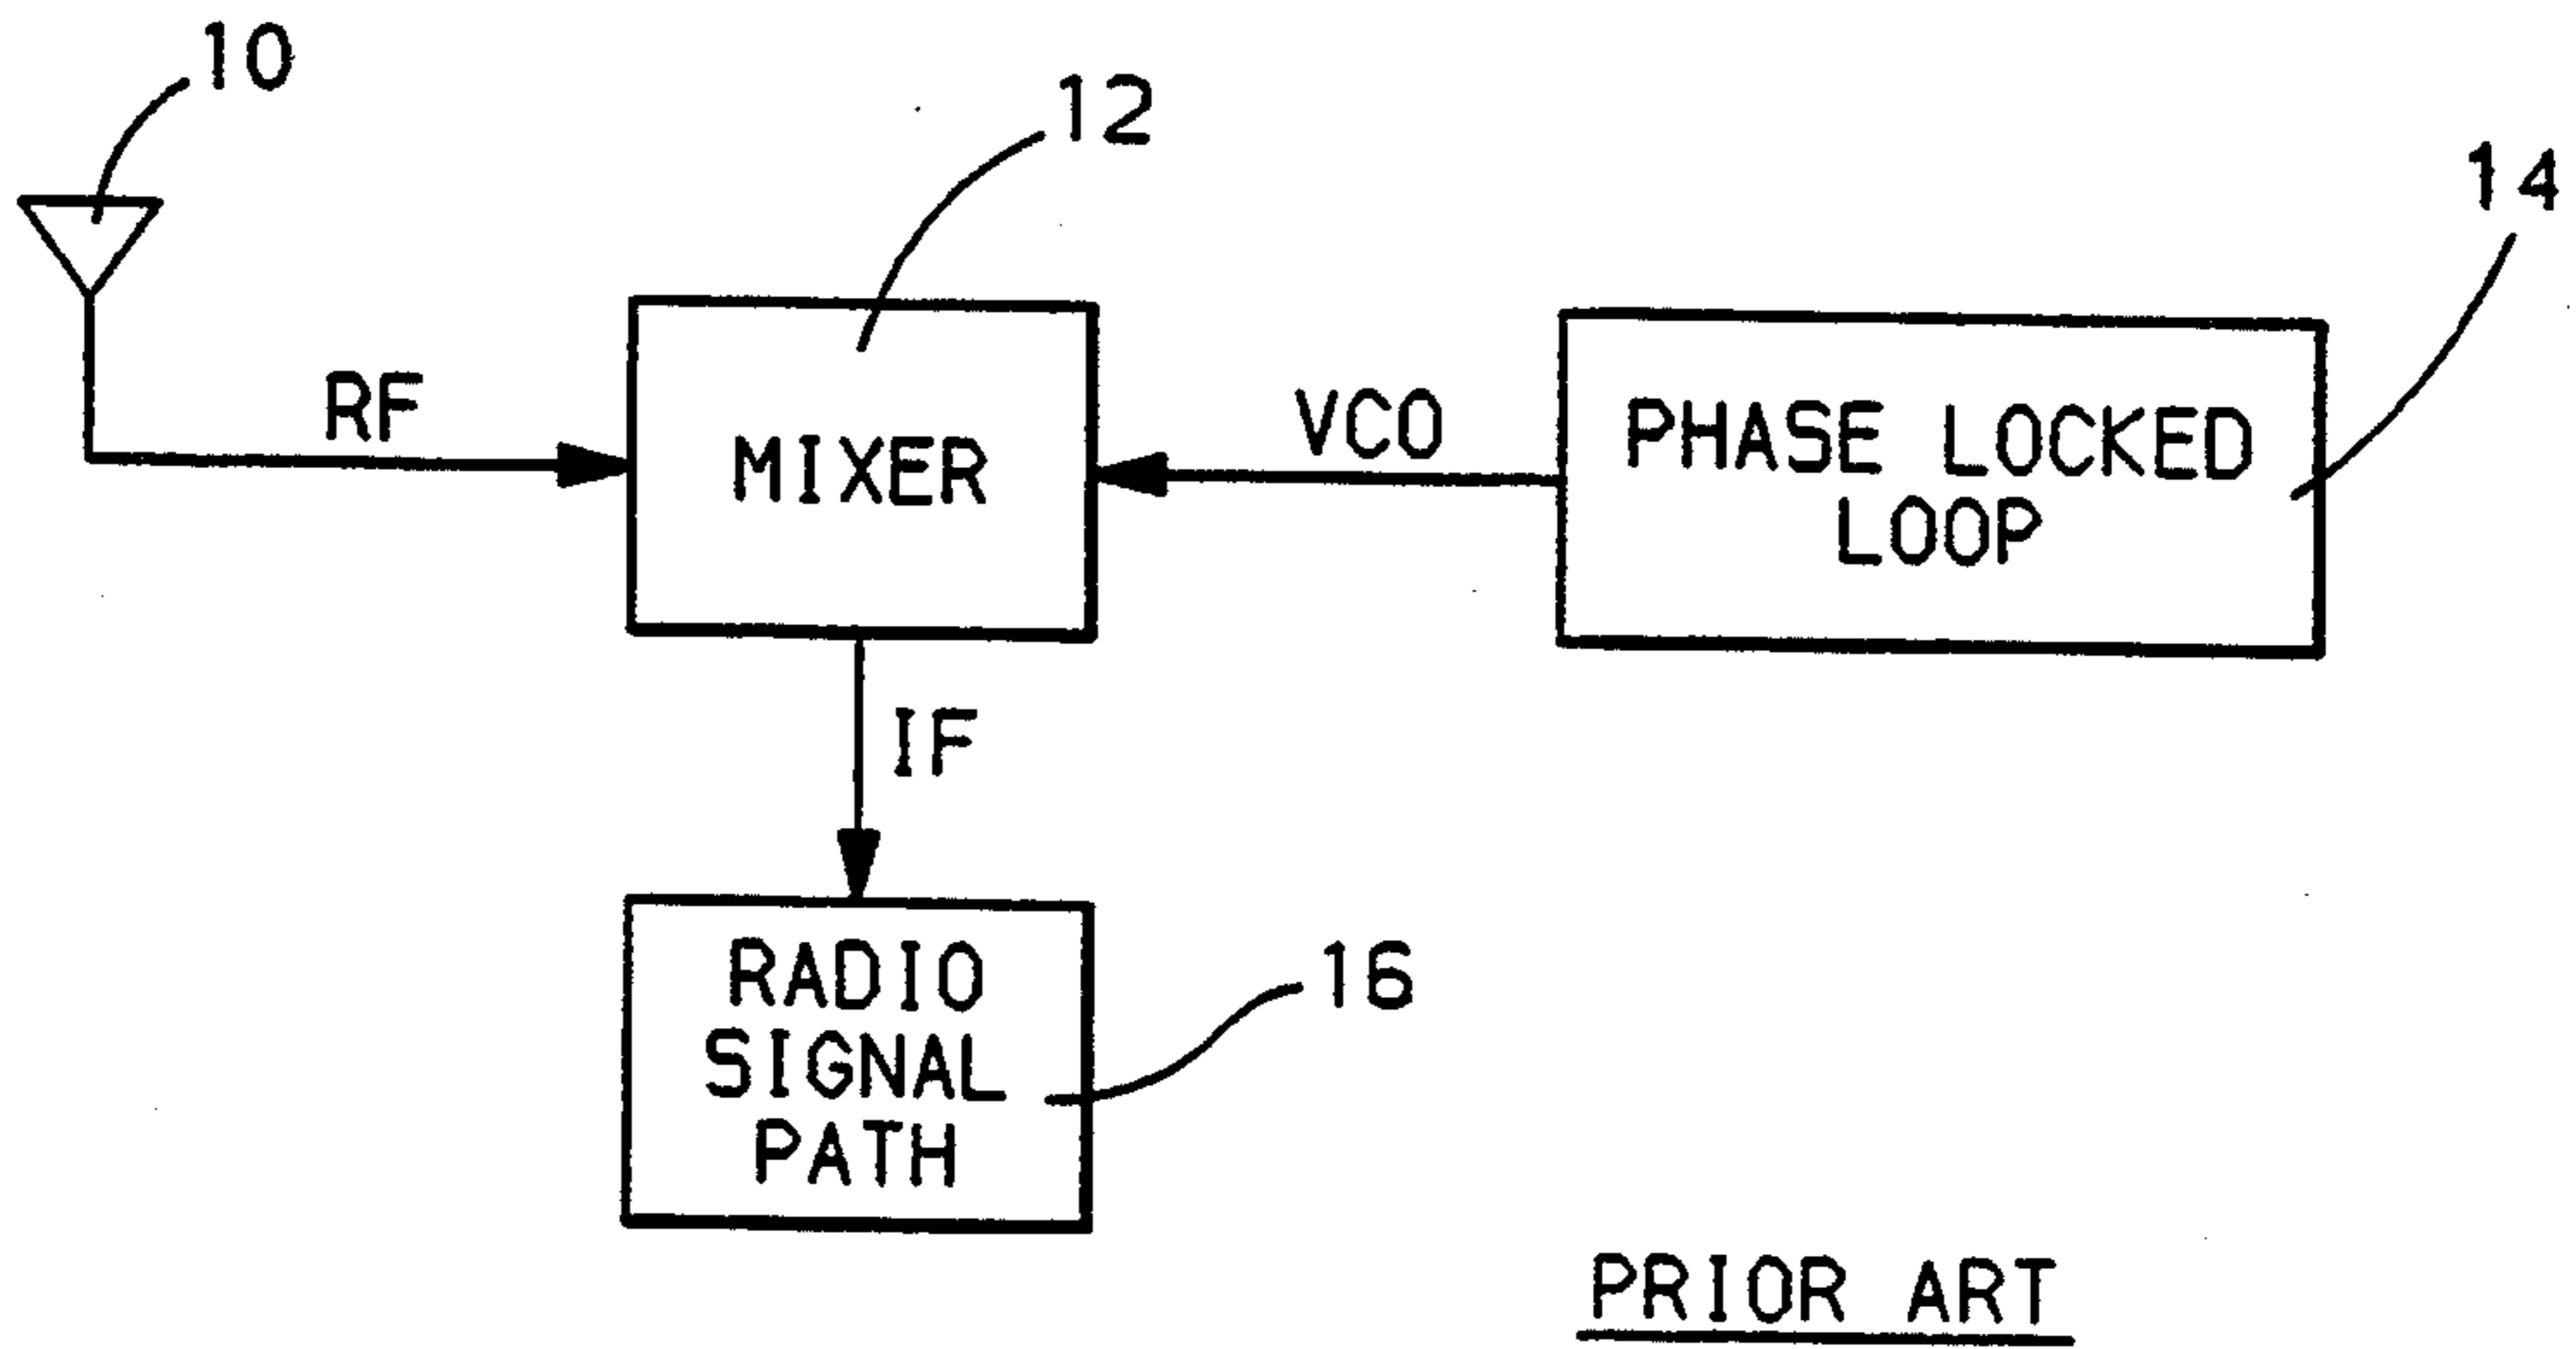 10
12
14
RF
MIXER
VCO
PHASE LOCKED
LOOP
IF
RADIO
SIGNAL
PATH
16
PRIOR ART